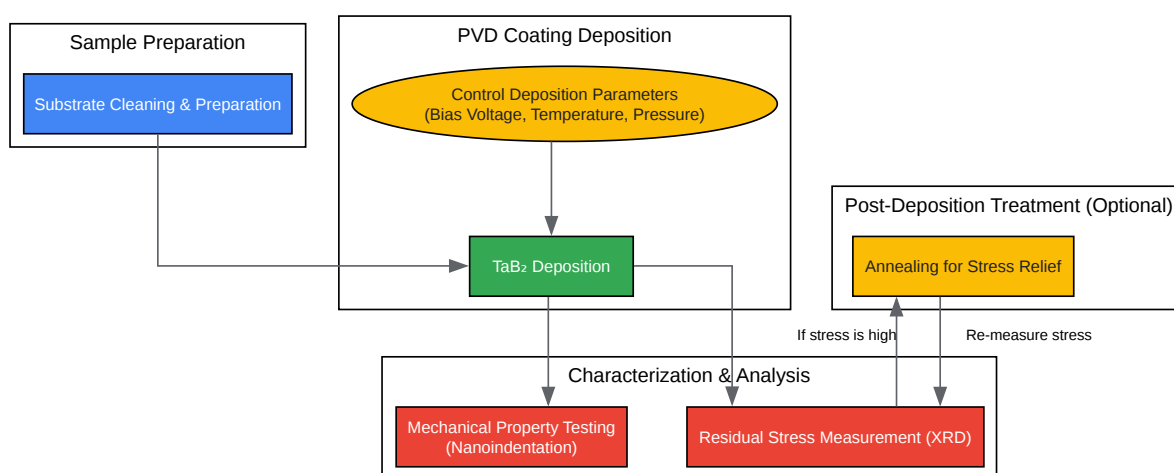 Sample Preparation
Substrate Cleaning & Preparation
PVD Coating Deposition
Control Deposition Parameters
(Bias Voltage, Temperature, Pressure)
TaB₂ Deposition
Post-Deposition Treatment (Optional)
Annealing for Stress Relief
If stress is high
Re-measure stress
Characterization & Analysis
Mechanical Property Testing
(Nanoindentation)
Residual Stress Measurement (XRD)